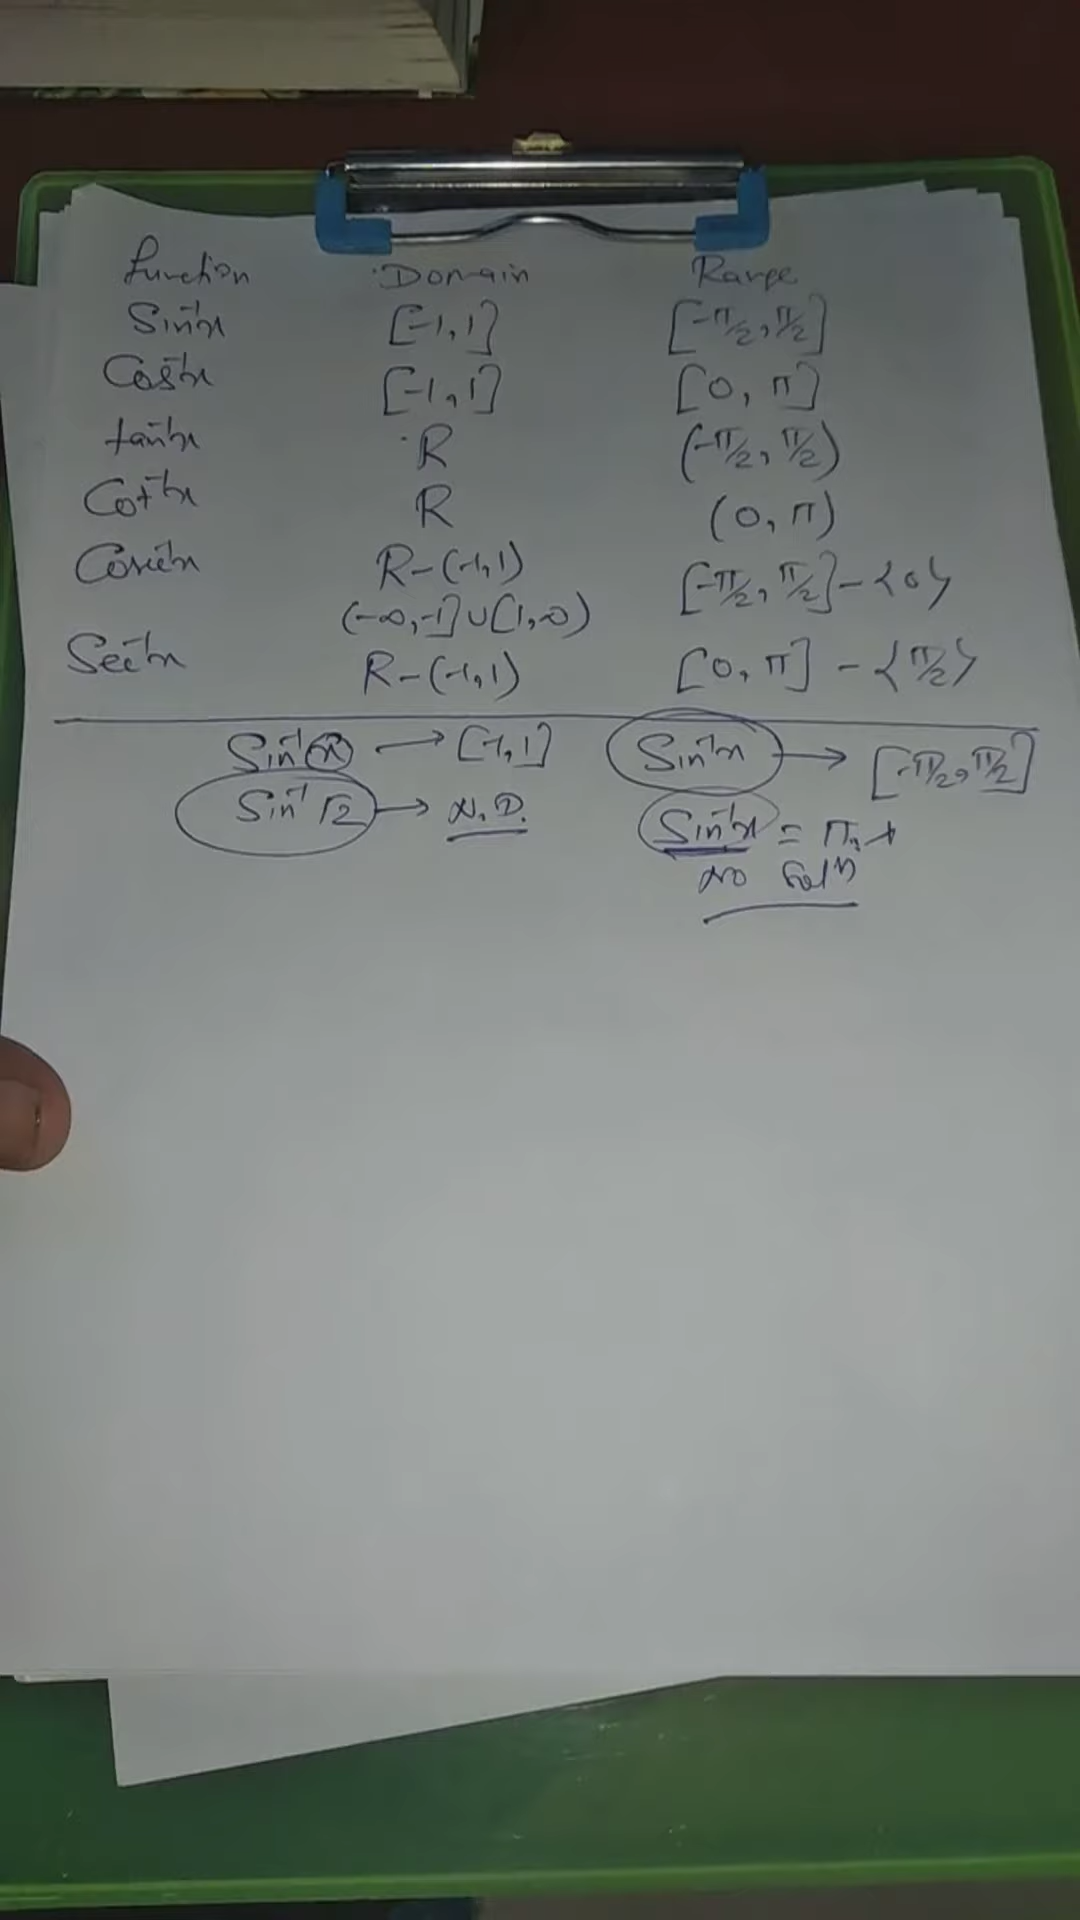 function Domain Range
Sin⁻¹x [-1,1] [-π/2, π/2]
Cos⁻¹x [-1,1] [0, π]
tan⁻¹x R (-π/2, π/2)
Cot⁻¹x R (0, π)
Cosec⁻¹x R-(-1,1) [-π/2, π/2]-{0}
(-∞,-1]∪[1,∞)
Sec⁻¹x R-(-1,1) [0, π] - {π/2}
Sin⁻¹x → [-1,1] Sin⁻¹x → [-π/2, π/2]
Sin⁻¹√2 → N.D. Sin⁻¹x = π
No Solⁿ